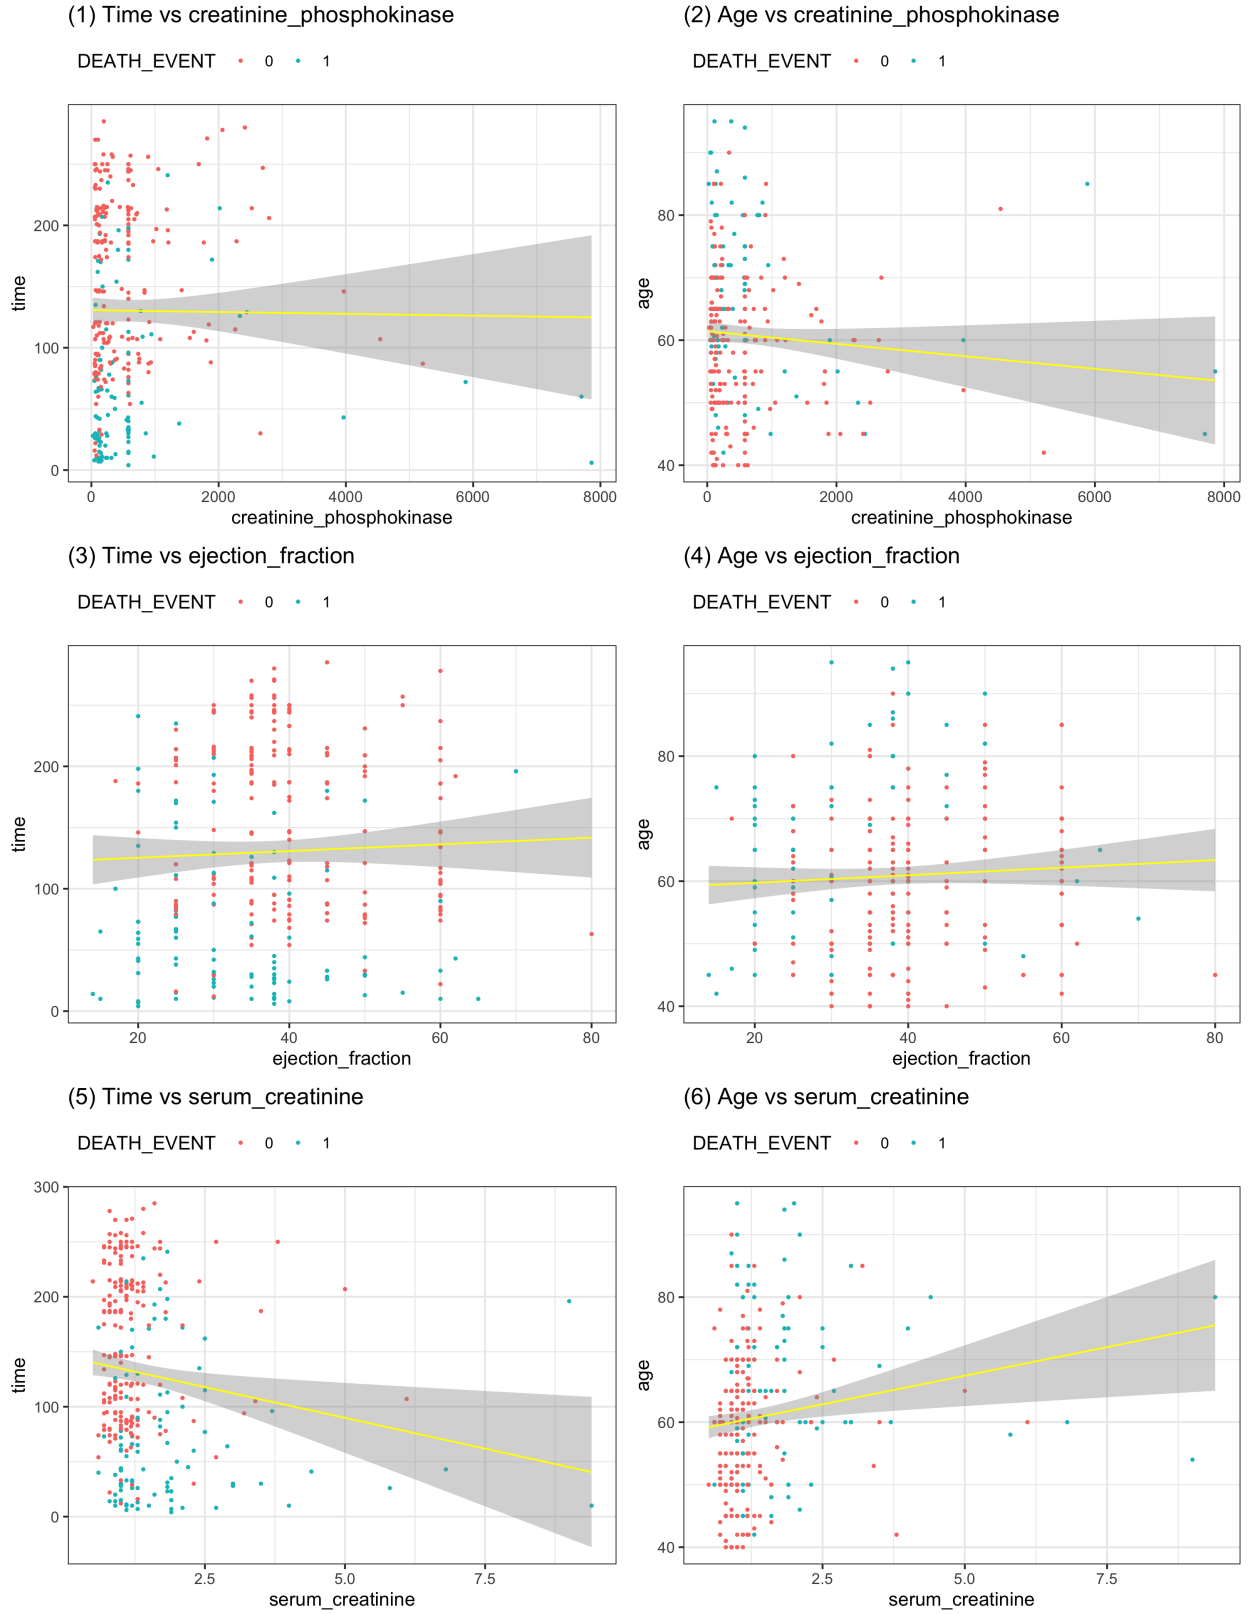 (1) Time vs creatinine_phosphokinase
DEATH_EVENT 0 1
time
200
100
0
0 2000 4000 6000 8000
creatinine_phosphokinase
(2) Age vs creatinine_phosphokinase
DEATH_EVENT 0 1
age
80
60
40
0 2000 4000 6000 8000
creatinine_phosphokinase
(3) Time vs ejection_fraction
DEATH_EVENT 0 1
time
200
100
0
20 40 60 80
ejection_fraction
(4) Age vs ejection_fraction
DEATH_EVENT 0 1
age
80
60
40
20 40 60 80
ejection_fraction
(5) Time vs serum_creatinine
DEATH_EVENT 0 1
time
300
200
100
0
2.5 5.0 7.5
serum_creatinine
(6) Age vs serum_creatinine
DEATH_EVENT 0 1
age
80
60
40
2.5 5.0 7.5
serum_creatinine